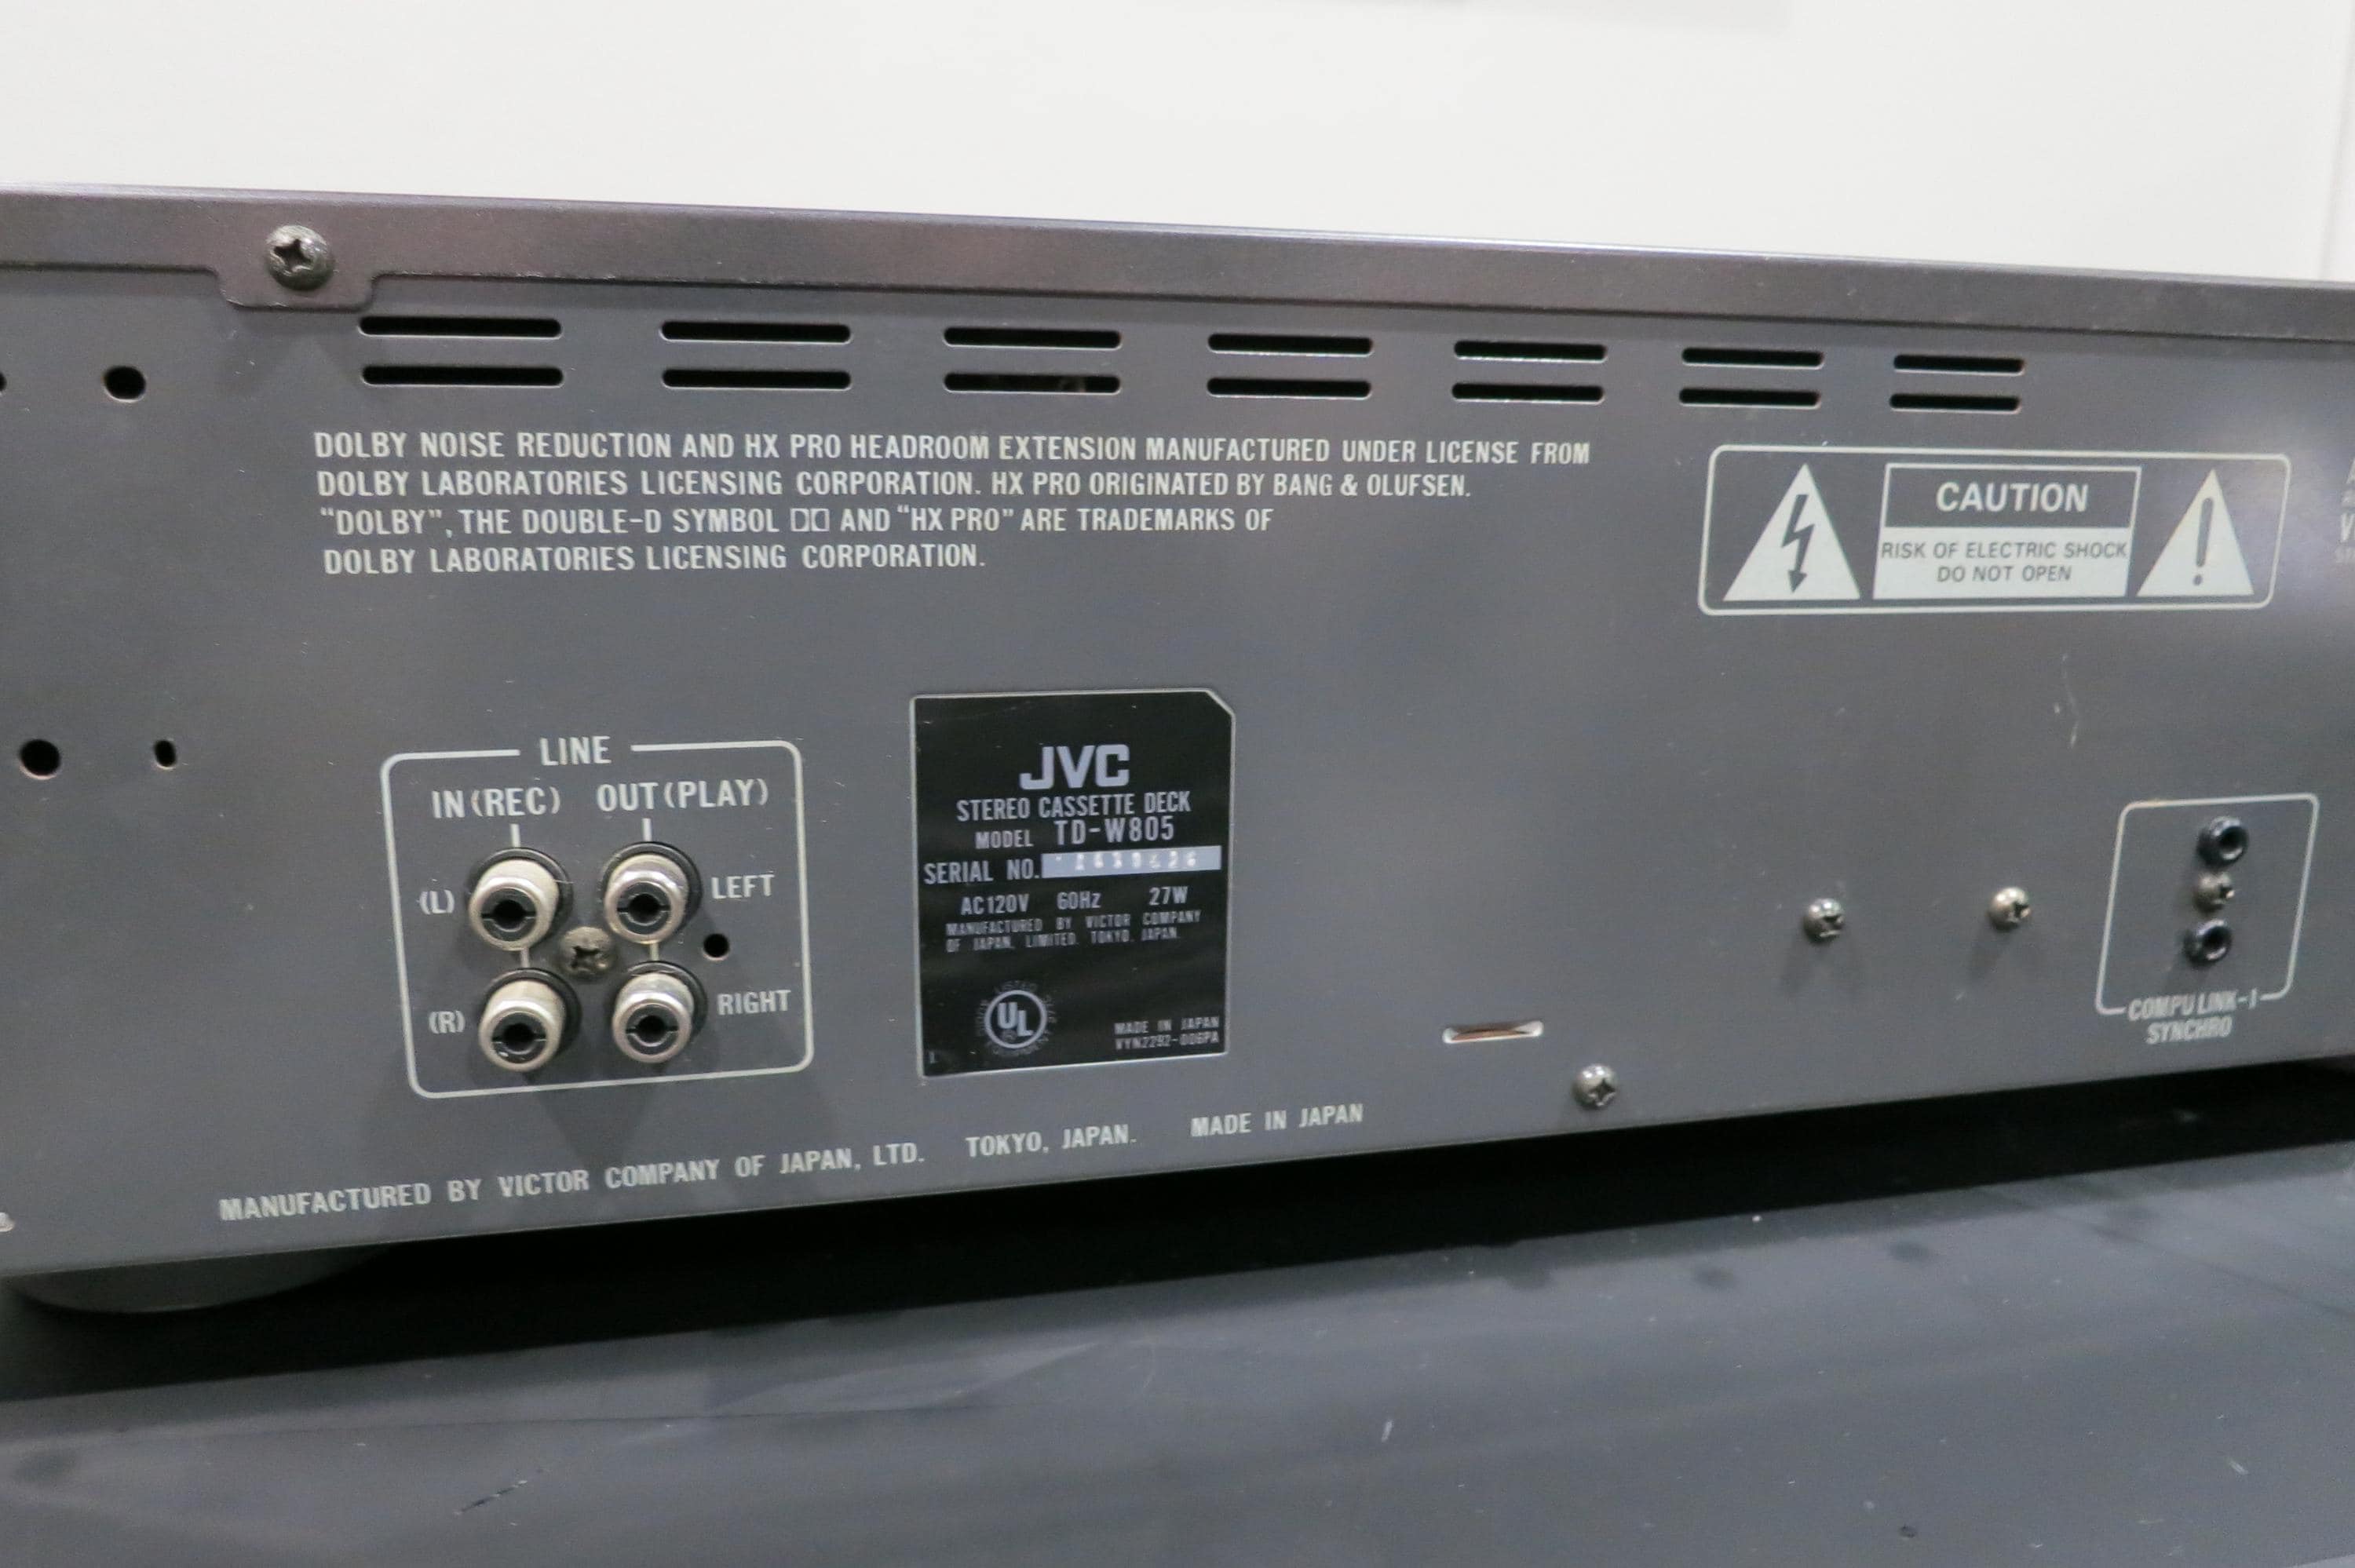 DOLBY NOISE REDUCTION AND HX PRO HEADROOM EXTENSION MANUFACTURED UNDER LICENSE FROM
DOLBY LABORATORIES LICENSING CORPORATION. HX PRO ORIGINATED BY BANG & OLUFSEN.
“DOLBY”, THE DOUBLE-D SYMBOL AND “HX PRO” ARE TRADEMARKS OF
DOLBY LABORATORIES LICENSING CORPORATION.
CAUTION
RISK OF ELECTRIC SHOCK
DO NOT OPEN
LINE
IN (REC) OUT (PLAY)
(L) LEFT
(R) RIGHT
JVC
STEREO CASSETTE DECK
MODEL TD-W805
SERIAL NO.
AC120V 60Hz 27W
MANUFACTURED BY VICTOR COMPANY
OF JAPAN, LIMITED, TOKYO, JAPAN
LISTED
UL
MADE IN JAPAN
VYN2292-006PA
COMPU LINK-1
SYNCHRO
MANUFACTURED BY VICTOR COMPANY OF JAPAN, LTD. TOKYO, JAPAN. MADE IN JAPAN